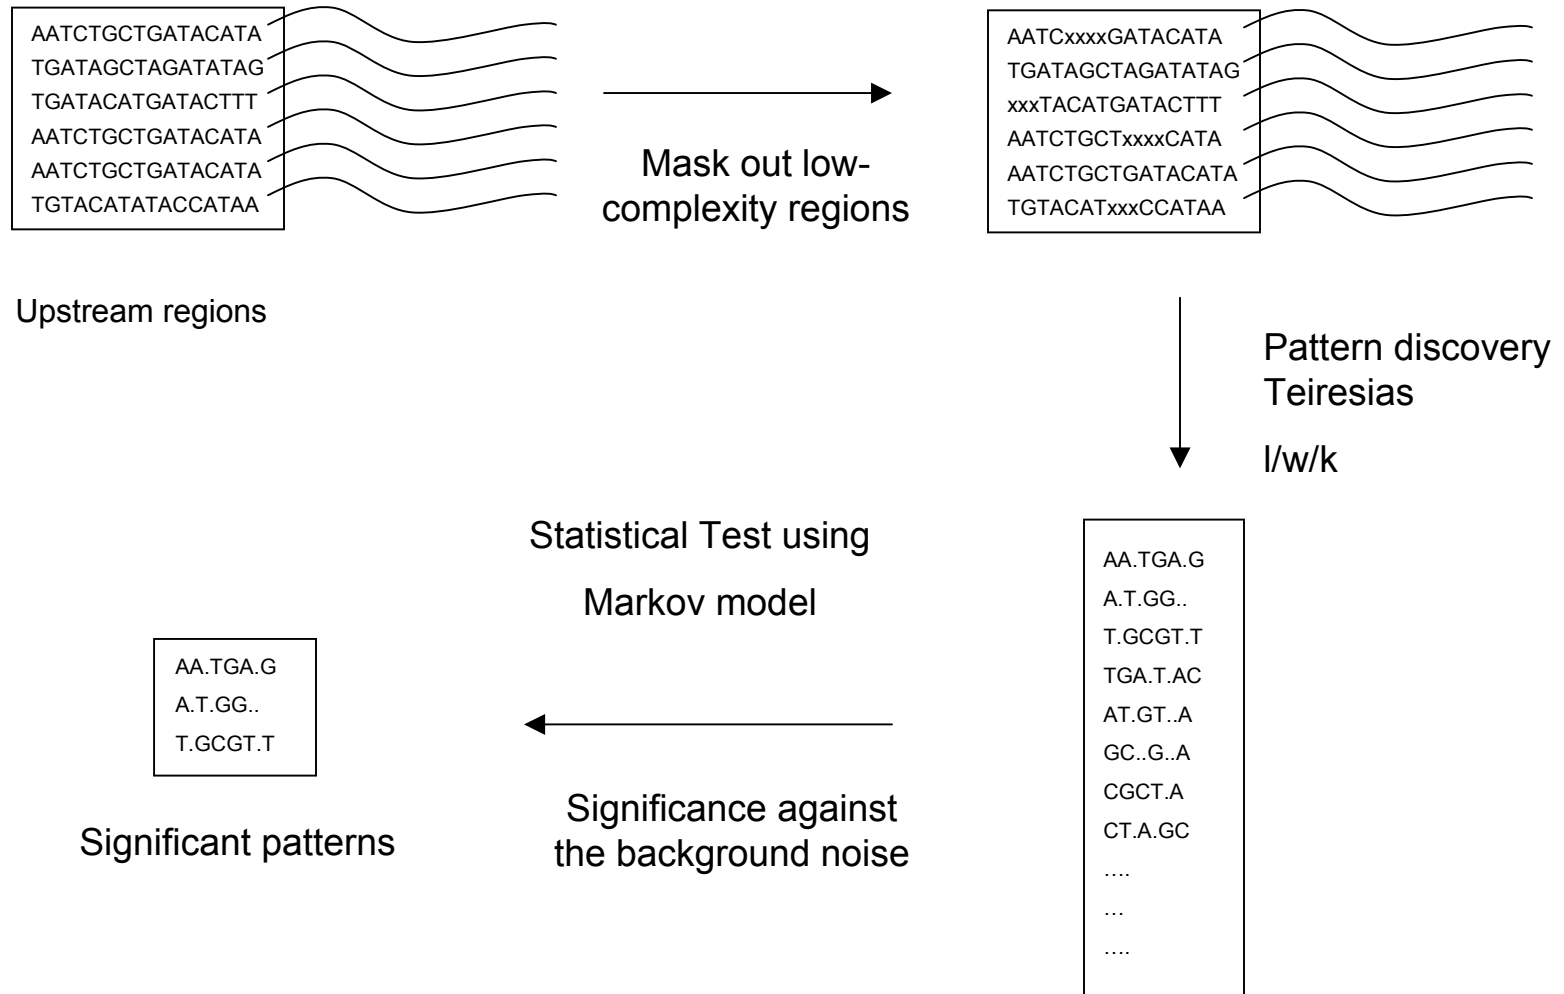 AATCTGCTGATACATA
TGATAGCTAGATATAG
TGATACATGATACTTT
AATCTGCTGATACATA
AATCTGCTGATACATA
TGTACATATACCATAA
Upstream regions
Mask out low-
complexity regions
AATCxxxxGATACATA
TGATAGCTAGATATAG
xxxTACATGATACTTT
AATCTGCTxxxxCATA
AATCTGCTGATACATA
TGTACATxxxCCATAA
Pattern discovery
Teiresias
l/w/k
AA.TGA.G
A.T.GG..
T.GCGT.T
TGA.T.AC
AT.GT..A
GC..G..A
CGCT.A
CT.A.GC
....
...
....
Statistical Test using
Markov model
Significance against
the background noise
AA.TGA.G
A.T.GG..
T.GCGT.T
Significant patterns